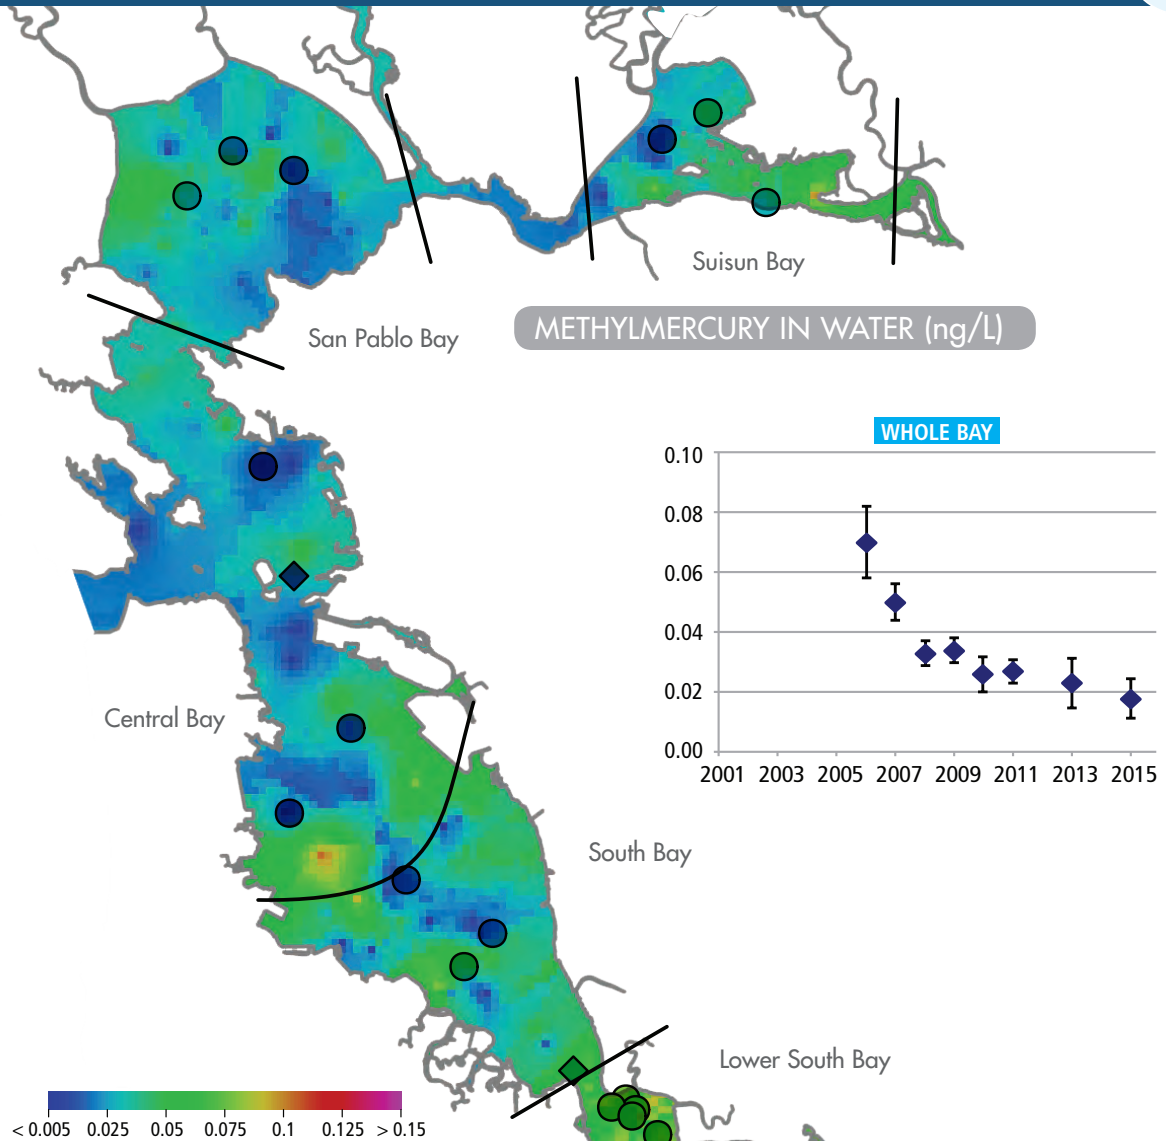 Suisun Bay
San Pablo Bay
METHYLMERCURY IN WATER (ng/L)
WHOLE BAY
0.10
0.08
0.06
0.04
0.02
0.00
2001 2003 2005 2007 2009 2011 2013 2015
Central Bay
South Bay
Lower South Bay
< 0.005 0.025 0.05 0.075 0.1 0.125 > 0.15